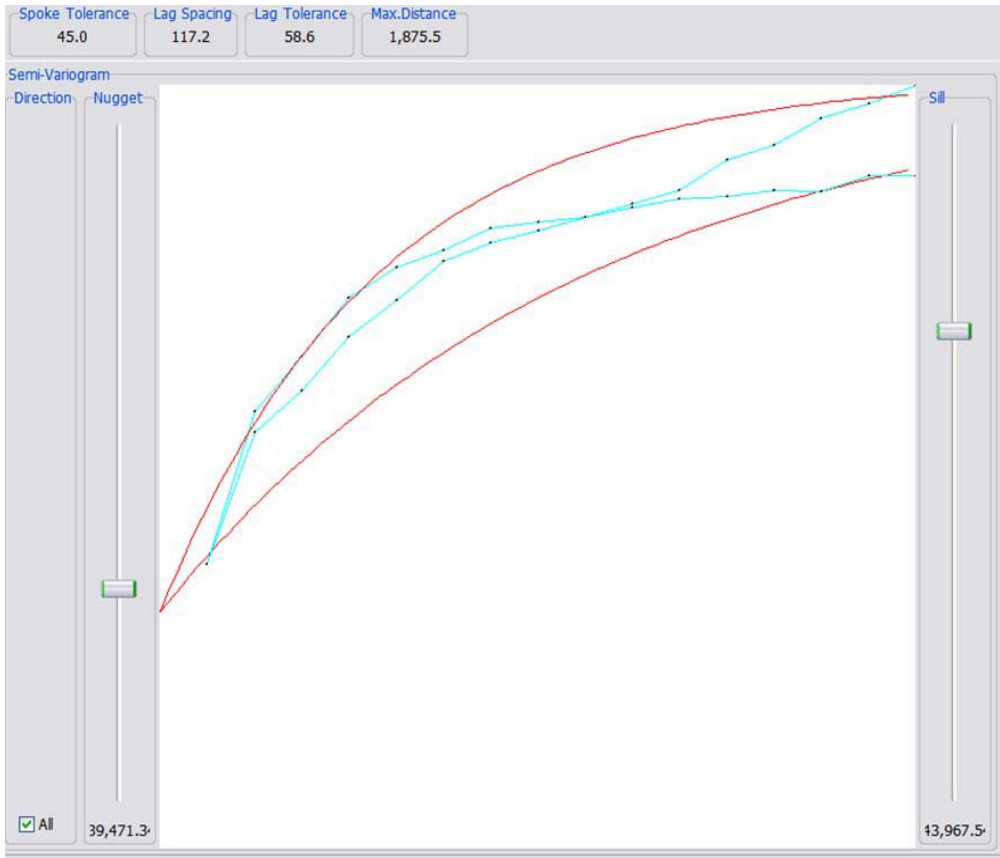 Spoke Tolerance Lag Spacing Lag Tolerance Max.Distance
45.0 117.2 58.6 1,875.5
Semi-Variogram
Direction Nugget Sill
All